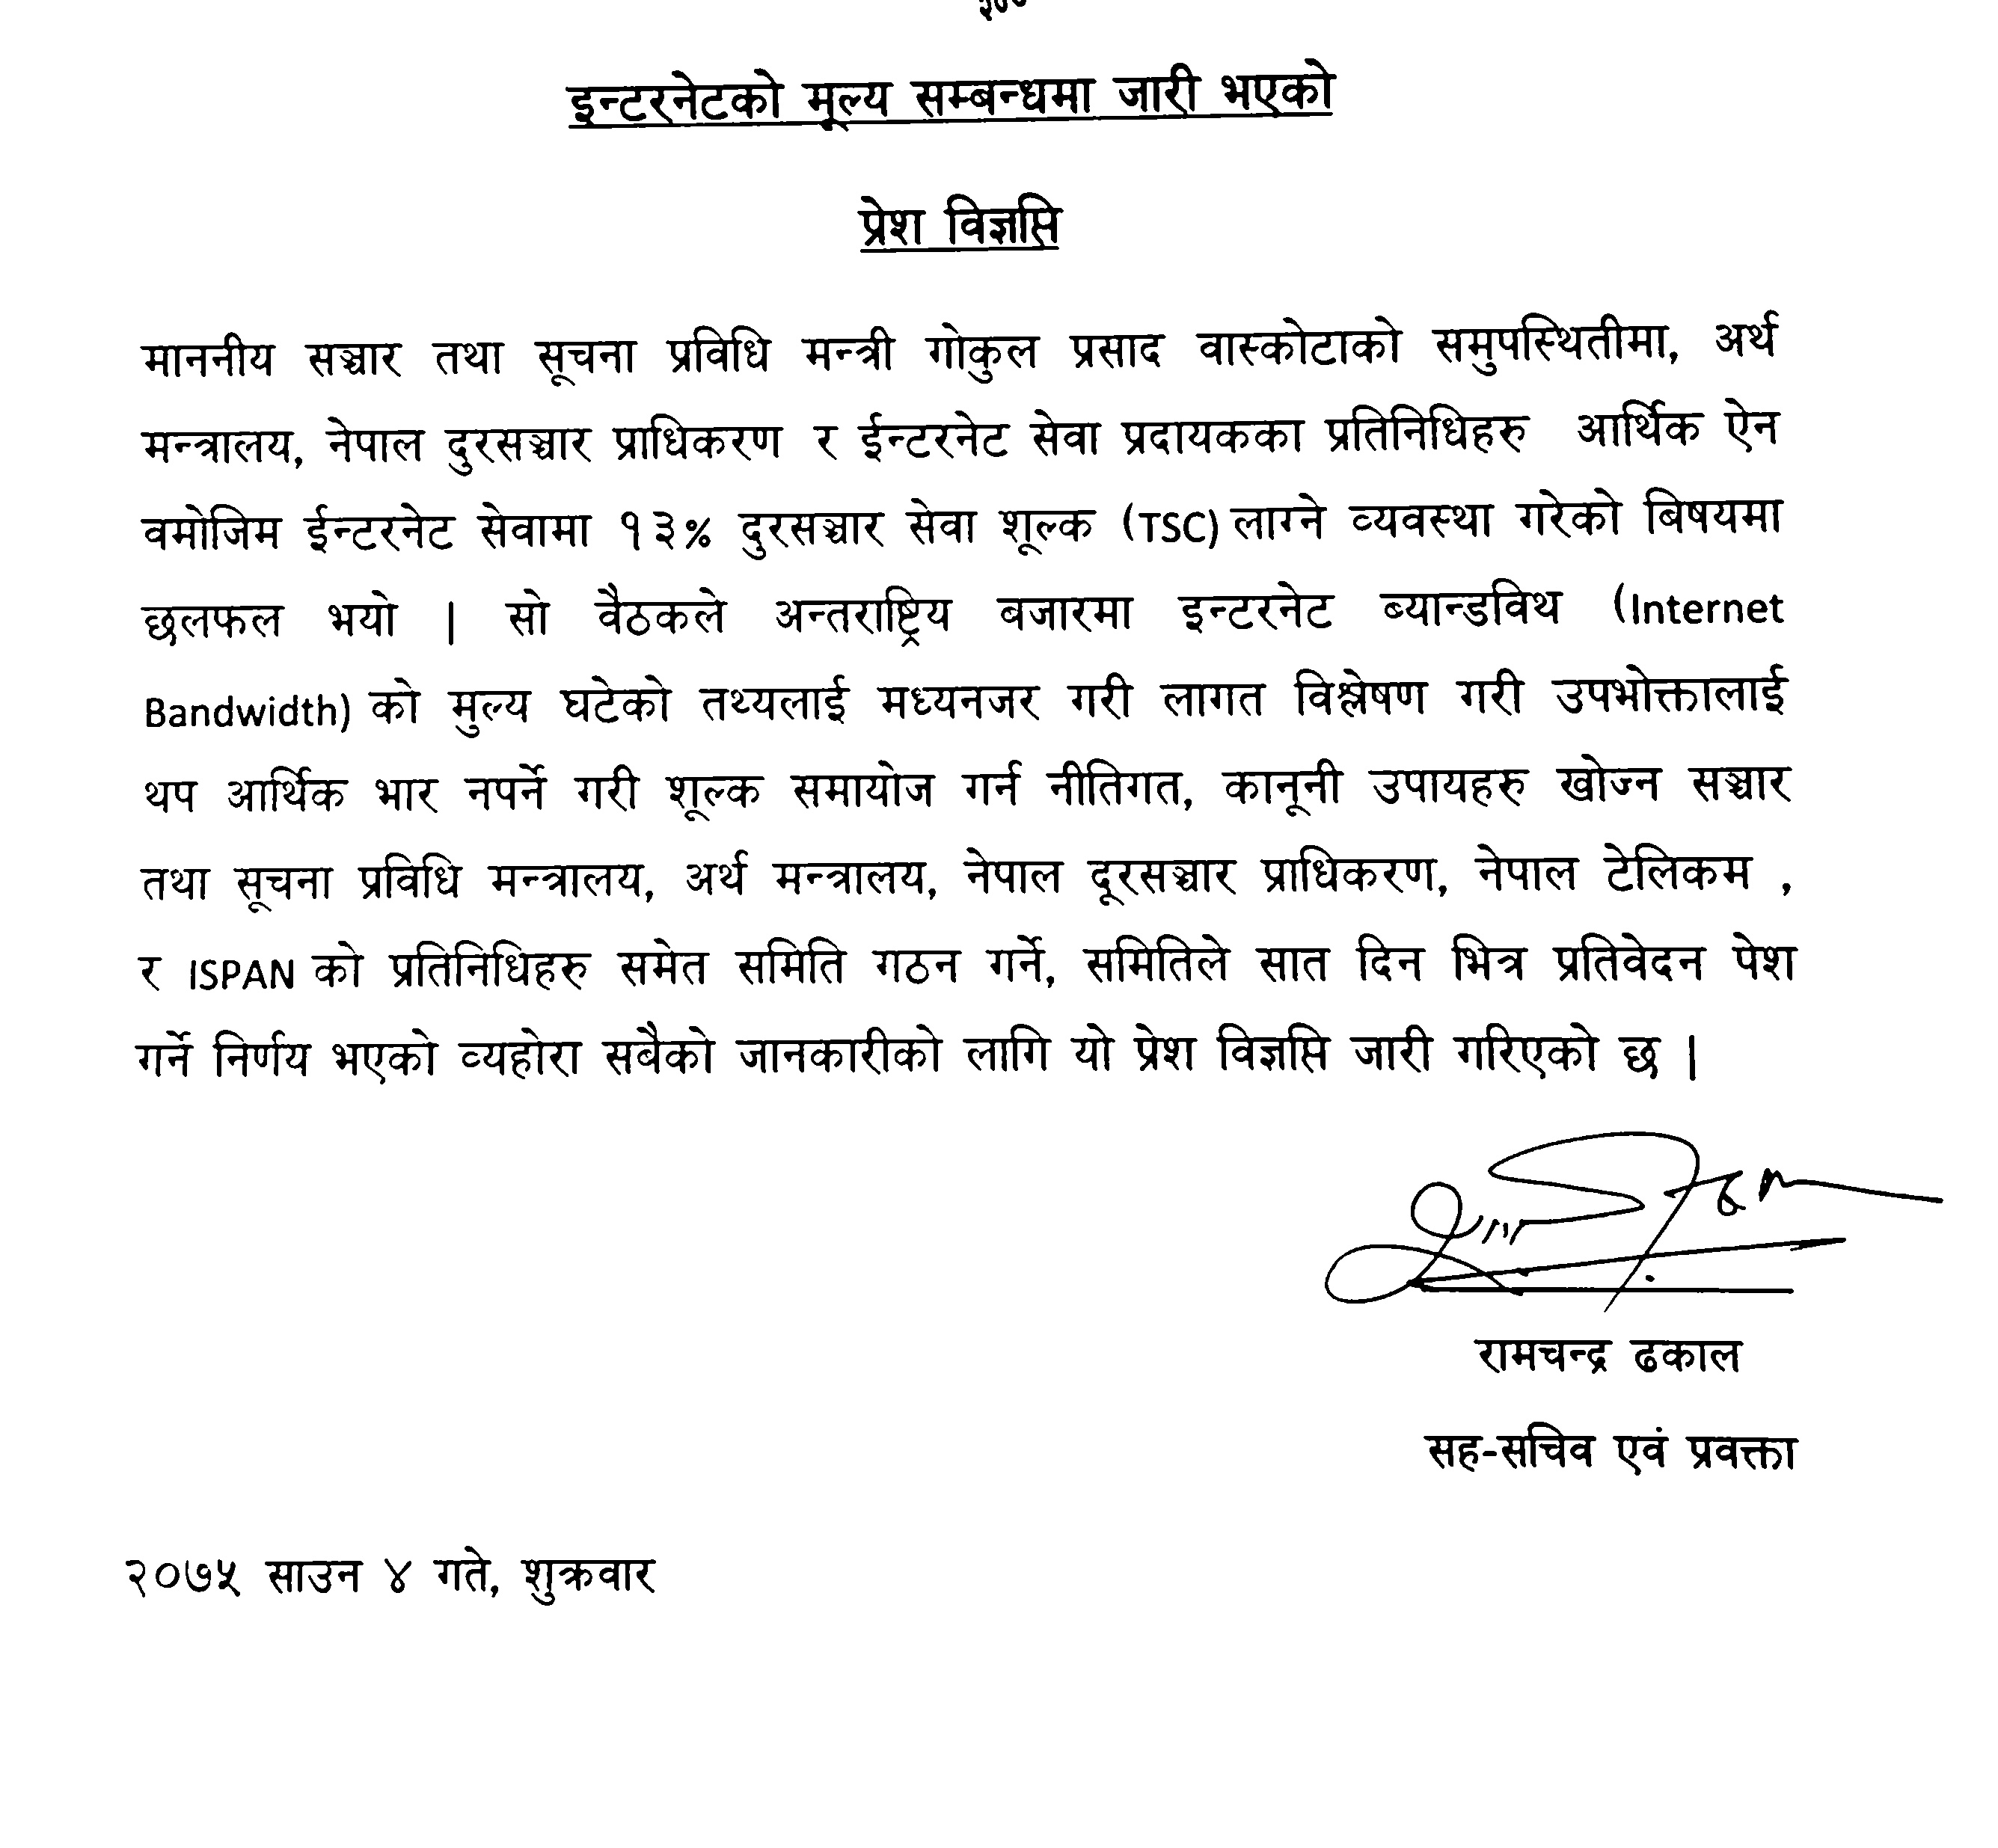 इन्टरनेटको मूल्य सम्बन्धमा जारी भएको
प्रेश विज्ञप्ति
माननीय सञ्चार तथा सूचना प्रविधि मन्त्री गोकुल प्रसाद वास्कोटाको समुपस्थितीमा, अर्थ
मन्त्रालय, नेपाल दुरसञ्चार प्राधिकरण र ईन्टरनेट सेवा प्रदायकका प्रतिनिधिहरु आर्थिक ऐन
वमोजिम ईन्टरनेट सेवामा १३% दुरसञ्चार सेवा शूल्क (TSC) लाग्ने व्यवस्था गरेको बिषयमा
छलफल भयो | सो वैठकले अन्तराष्ट्रिय बजारमा इन्टरनेट ब्यान्डविथ (Internet
Bandwidth) को मुल्य घटेको तथ्यलाई मध्यनजर गरी लागत विश्लेषण गरी उपभोक्तालाई
थप आर्थिक भार नपर्ने गरी शूल्क समायोज गर्न नीतिगत, कानूनी उपायहरु खोज्न सञ्चार
तथा सूचना प्रविधि मन्त्रालय, अर्थ मन्त्रालय, नेपाल दूरसञ्चार प्राधिकरण, नेपाल टेलिकम ,
र ISPAN को प्रतिनिधिहरु समेत समिति गठन गर्ने, समितिले सात दिन भित्र प्रतिवेदन पेश
गर्ने निर्णय भएको व्यहोरा सबैको जानकारीको लागि यो प्रेश विज्ञप्ति जारी गरिएको छ |
रामचन्द्र ढकाल
सह-सचिव एवं प्रवक्ता
२०७५ साउन ४ गते, शुक्रवार